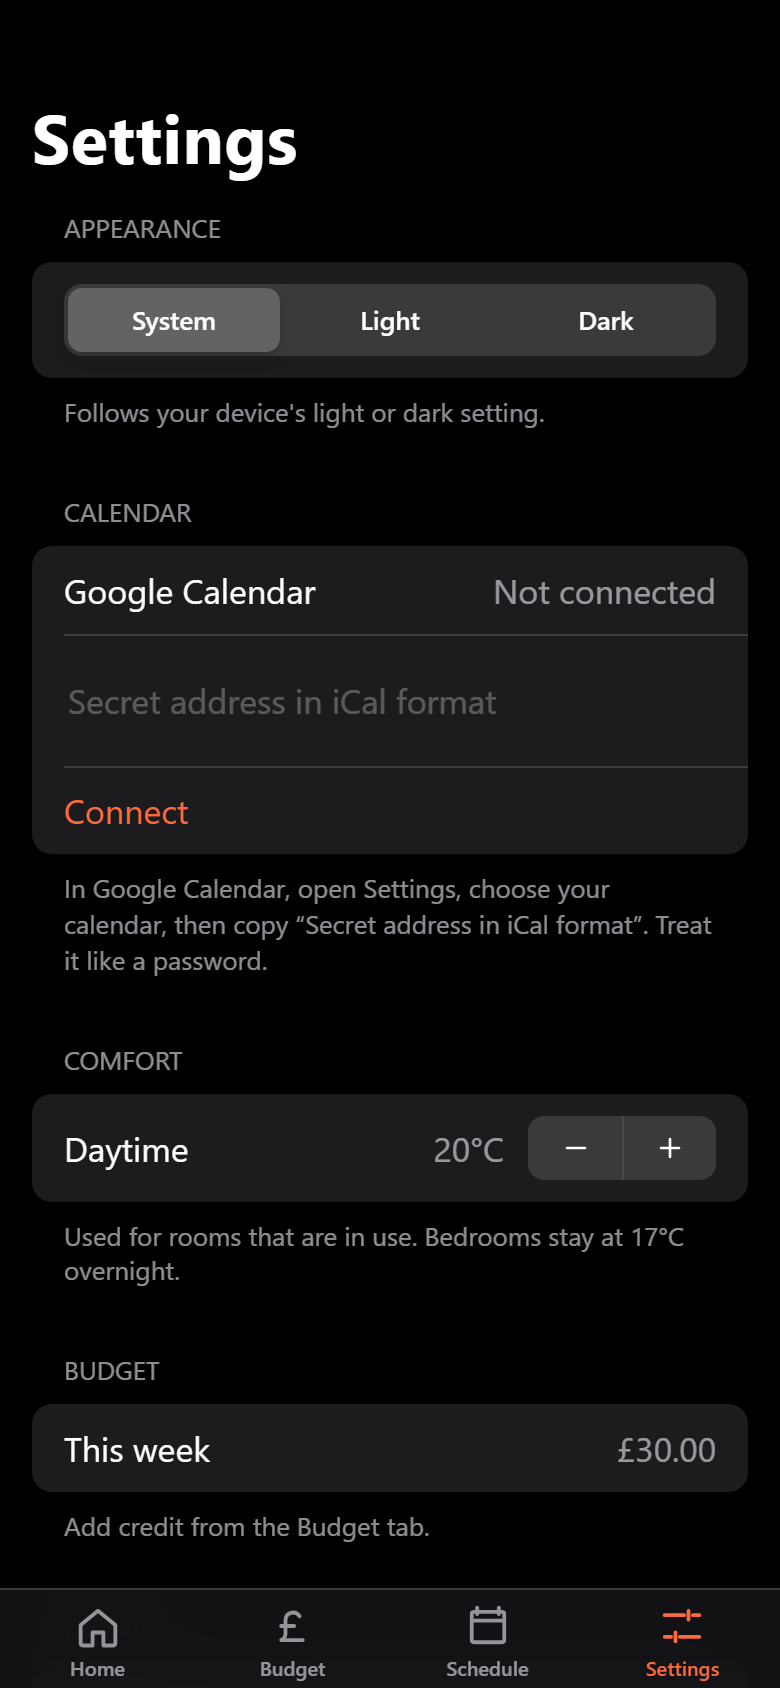 Settings
APPEARANCE
System Light Dark
Follows your device's light or dark setting.
CALENDAR
Google Calendar Not connected
Secret address in iCal format
Connect
In Google Calendar, open Settings, choose your
calendar, then copy “Secret address in iCal format”. Treat
it like a password.
COMFORT
Daytime 20°C − +
Used for rooms that are in use. Bedrooms stay at 17°C
overnight.
BUDGET
This week £30.00
Add credit from the Budget tab.
£
Home Budget Schedule Settings